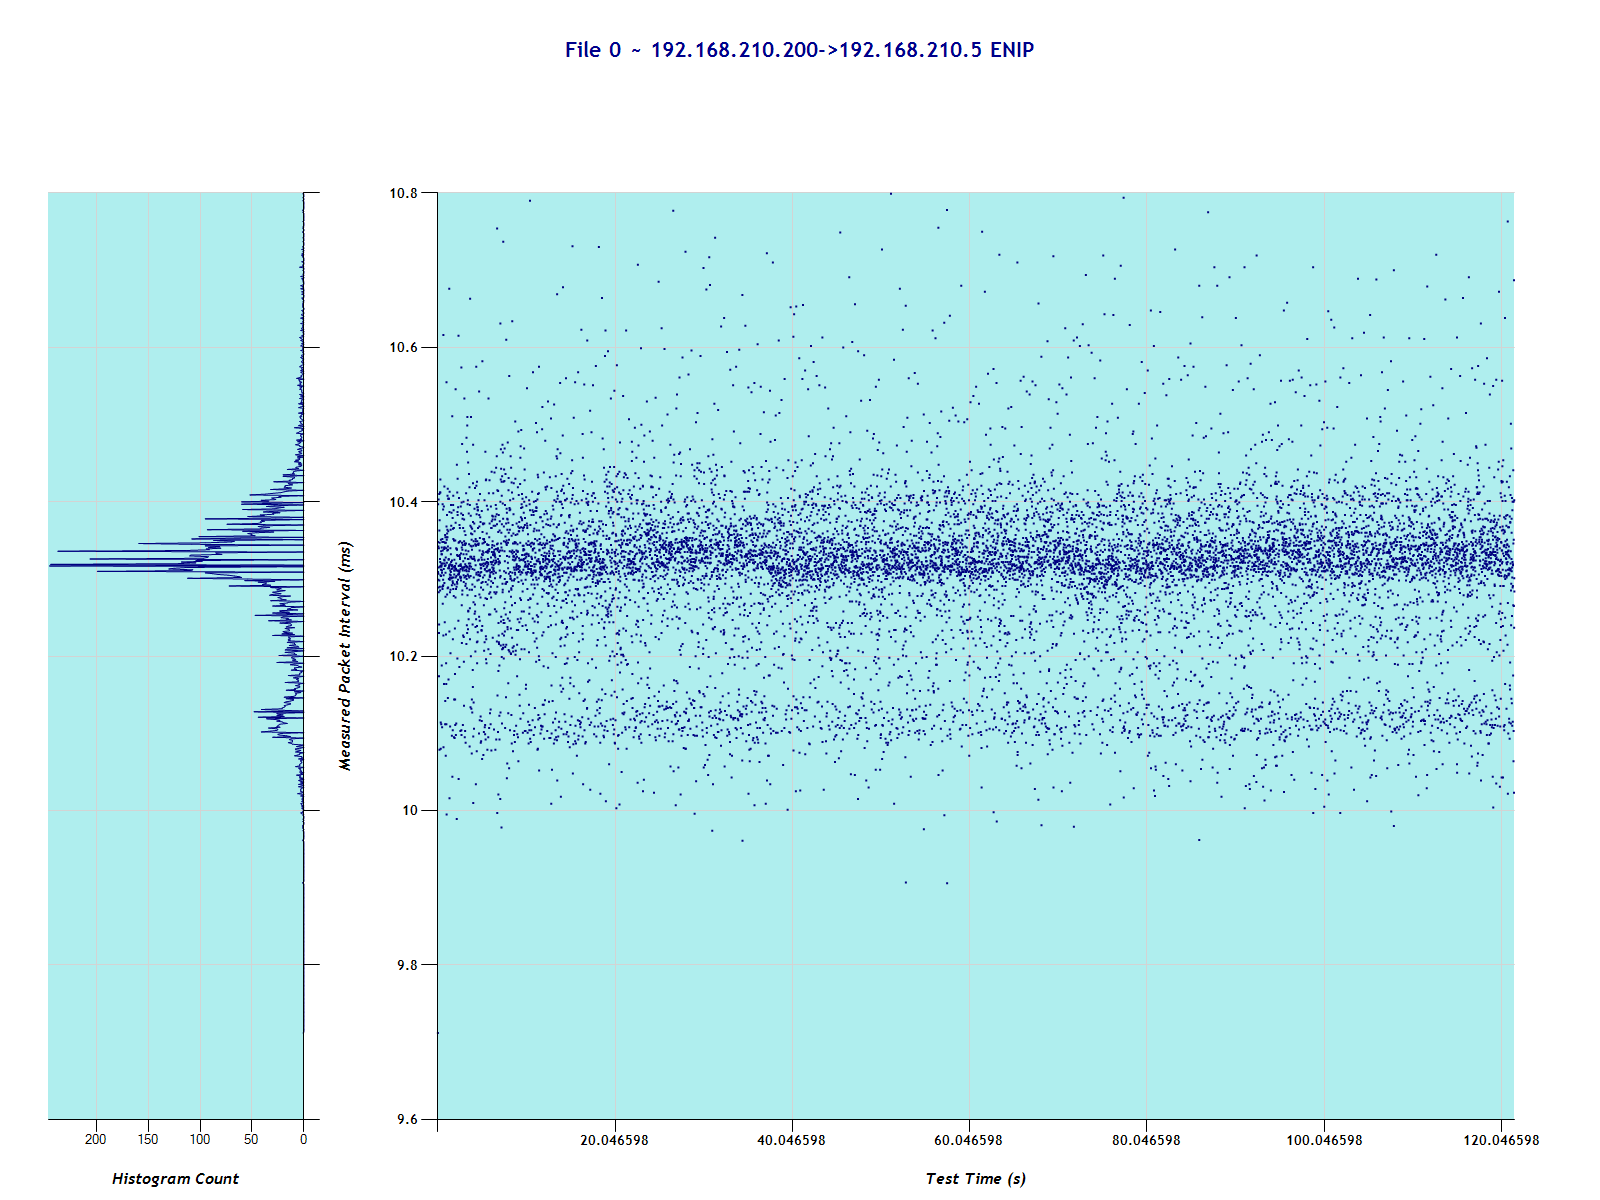 File 0 ~ 192.168.210.200->192.168.210.5 ENIP
10.8
10.6
10.4
10.2
10
9.8
9.6
Measured Packet Interval (ms)
200 150 100 50 0
20.046598 40.046598 60.046598 80.046598 100.046598 120.046598
Histogram Count
Test Time (s)